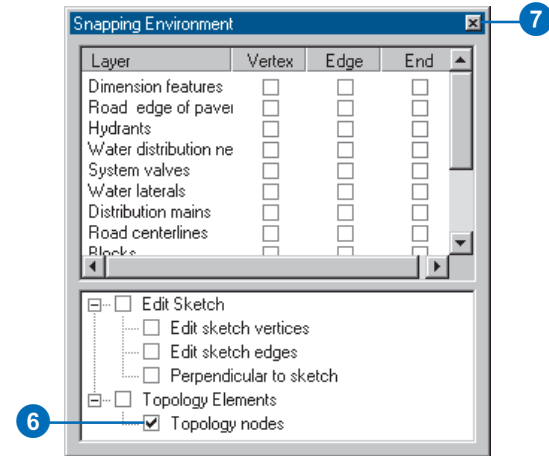 Snapping Environment
7
Layer Vertex Edge End
Dimension features
Road edge of paver
Hydrants
Water distribution ne
System valves
Water laterals
Distribution mains
Road centerlines
Blocks
Edit Sketch
Edit sketch vertices
Edit sketch edges
Perpendicular to sketch
Topology Elements
6
Topology nodes